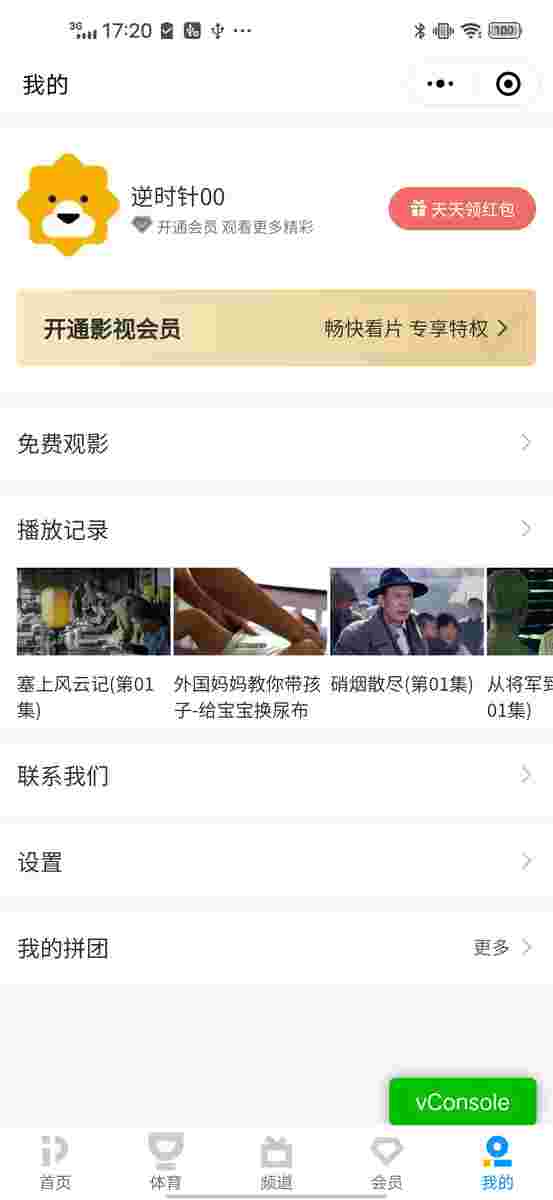 3G 17:20 100
我的
逆时针00
天天领红包
开通会员 观看更多精彩
开通影视会员
畅快看片 专享特权
免费观影
播放记录
塞上风云记(第01
集)
外国妈妈教你带孩
子-给宝宝换尿布
硝烟散尽(第01集)
从将军到
01集)
联系我们
设置
我的拼团
更多
vConsole
首页
体育
频道
会员
我的